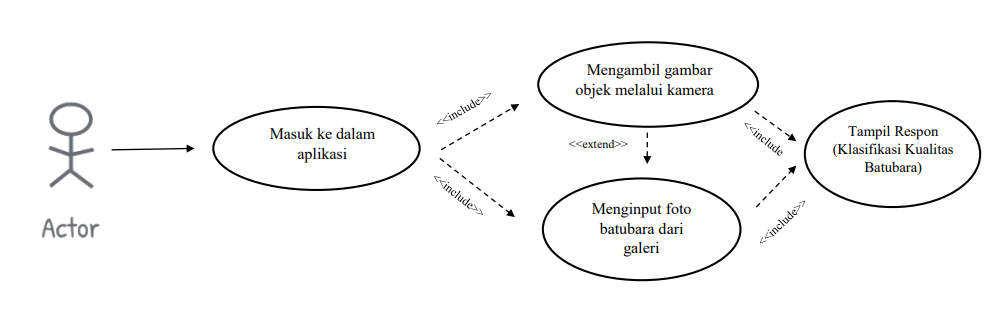 Actor
Masuk ke dalam
aplikasi
<<include>>
<<include>>
Mengambil gambar
objek melalui kamera
<<extend>>
Menginput foto
batubara dari
galeri
<<include
<<include>>
Tampil Respon
(Klasifikasi Kualitas
Batubara)